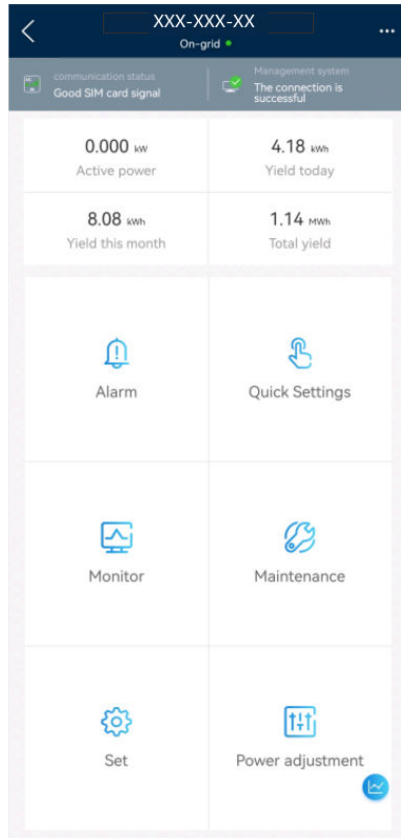 XXX-XXX-XX
On-grid
communication status
Good SIM card signal
Management system
The connection is
successful
0.000 kW
Active power
4.18 kWh
Yield today
8.08 kWh
Yield this month
1.14 MWh
Total yield
Alarm
Quick Settings
Monitor
Maintenance
Set
Power adjustment